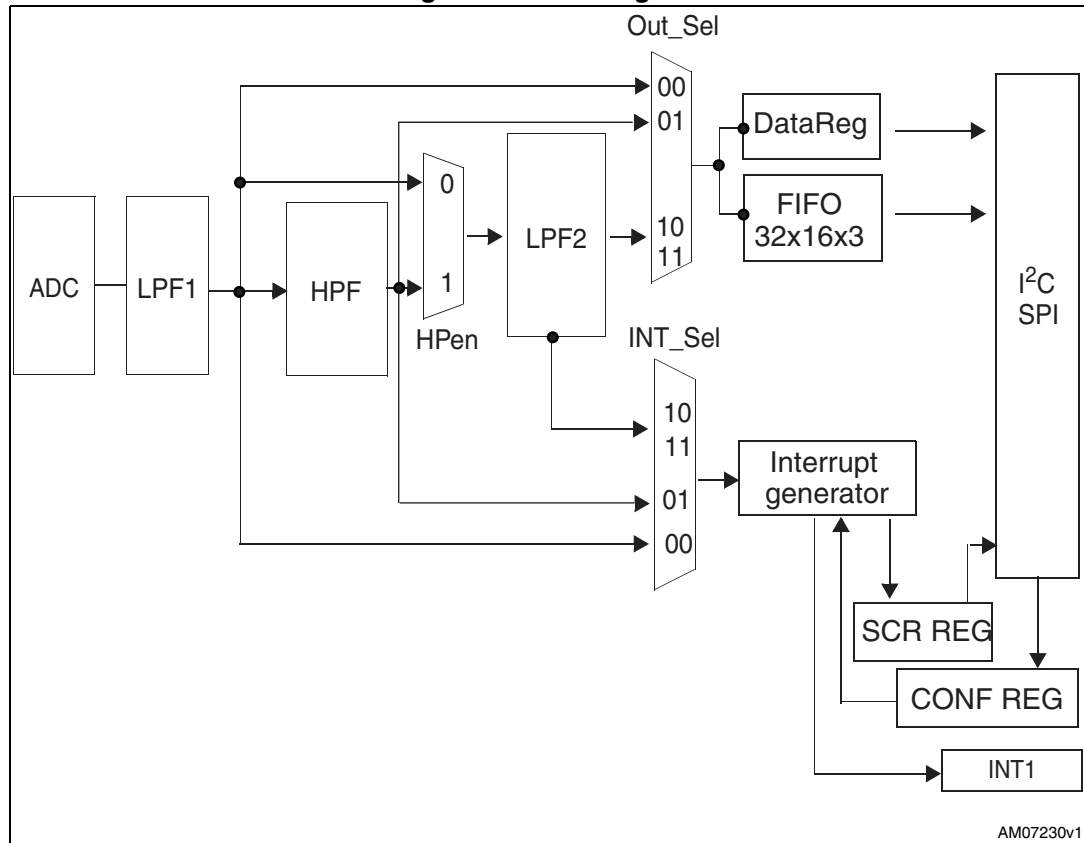 Out_Sel
00
01
DataReg
0
FIFO
32x16x3
10
11
LPF2
ADC
LPF1
HPF
1
I²C
SPI
HPen
INT_Sel
10
11
Interrupt
generator
01
00
SCR REG
CONF REG
INT1
AM07230v1